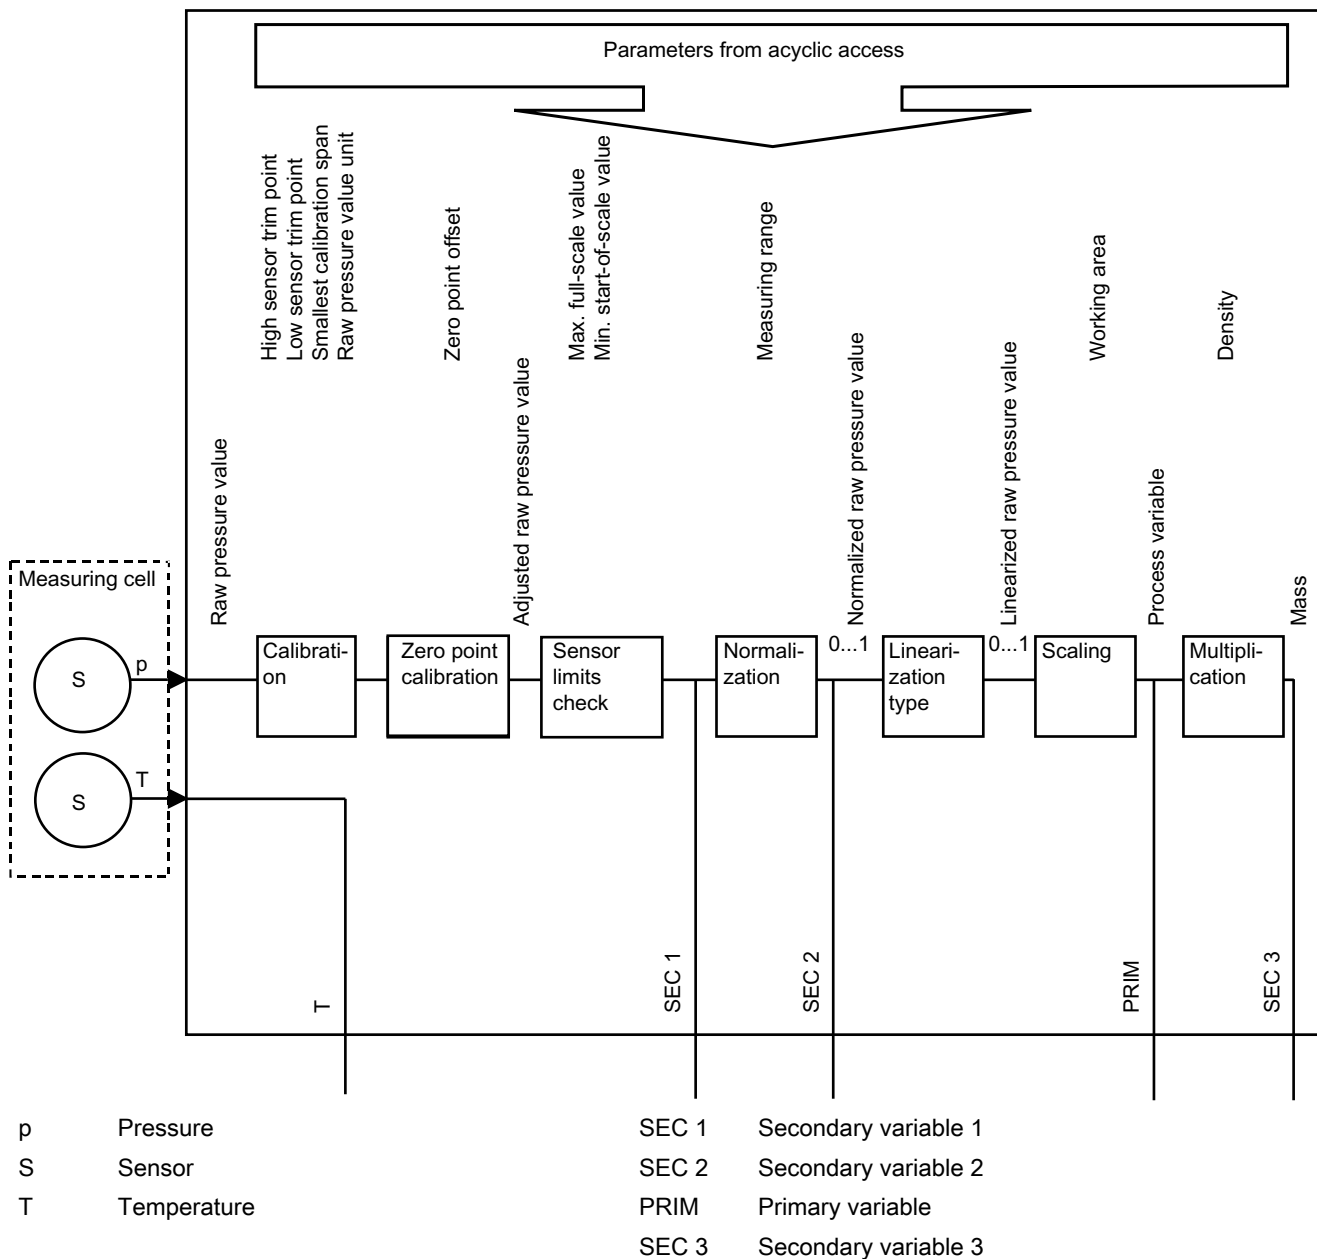 Parameters from acyclic access
High sensor trim point
Low sensor trim point
Smallest calibration span
Raw pressure value unit
Zero point offset
Max. full-scale value
Min. start-of-scale value
Measuring range
Working area
Density
Raw pressure value
Adjusted raw pressure value
Normalized raw pressure value
Linearized raw pressure value
Process variable
Mass
Measuring cell
S
p
Calibrati-
on
Zero point
calibration
Sensor
limits
check
Normali-
zation
0...1
Lineari-
zation
type
0...1
Scaling
Multipli-
cation
S
T
T
SEC 1
SEC 2
PRIM
SEC 3
p Pressure
S Sensor
T Temperature
SEC 1 Secondary variable 1
SEC 2 Secondary variable 2
PRIM Primary variable
SEC 3 Secondary variable 3